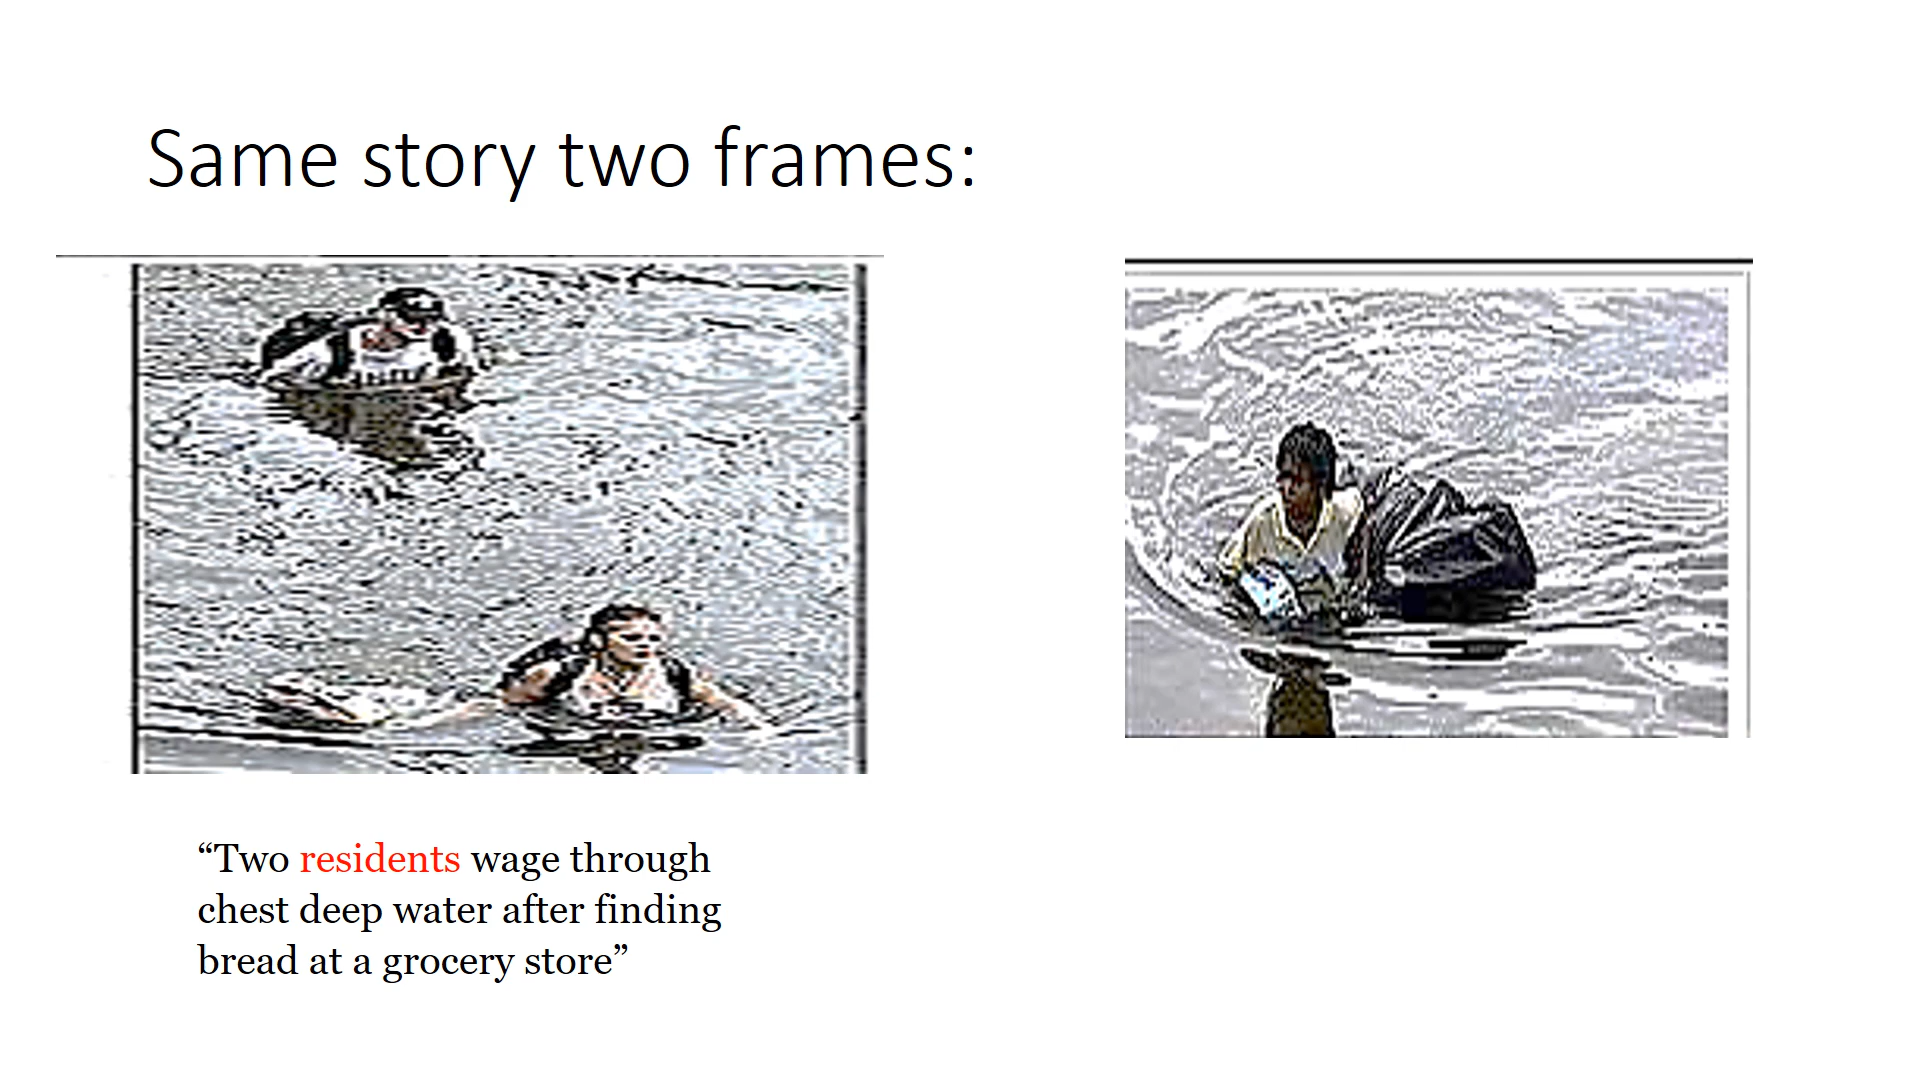 Same story two frames:
“Two residents wage through
chest deep water after finding
bread at a grocery store”